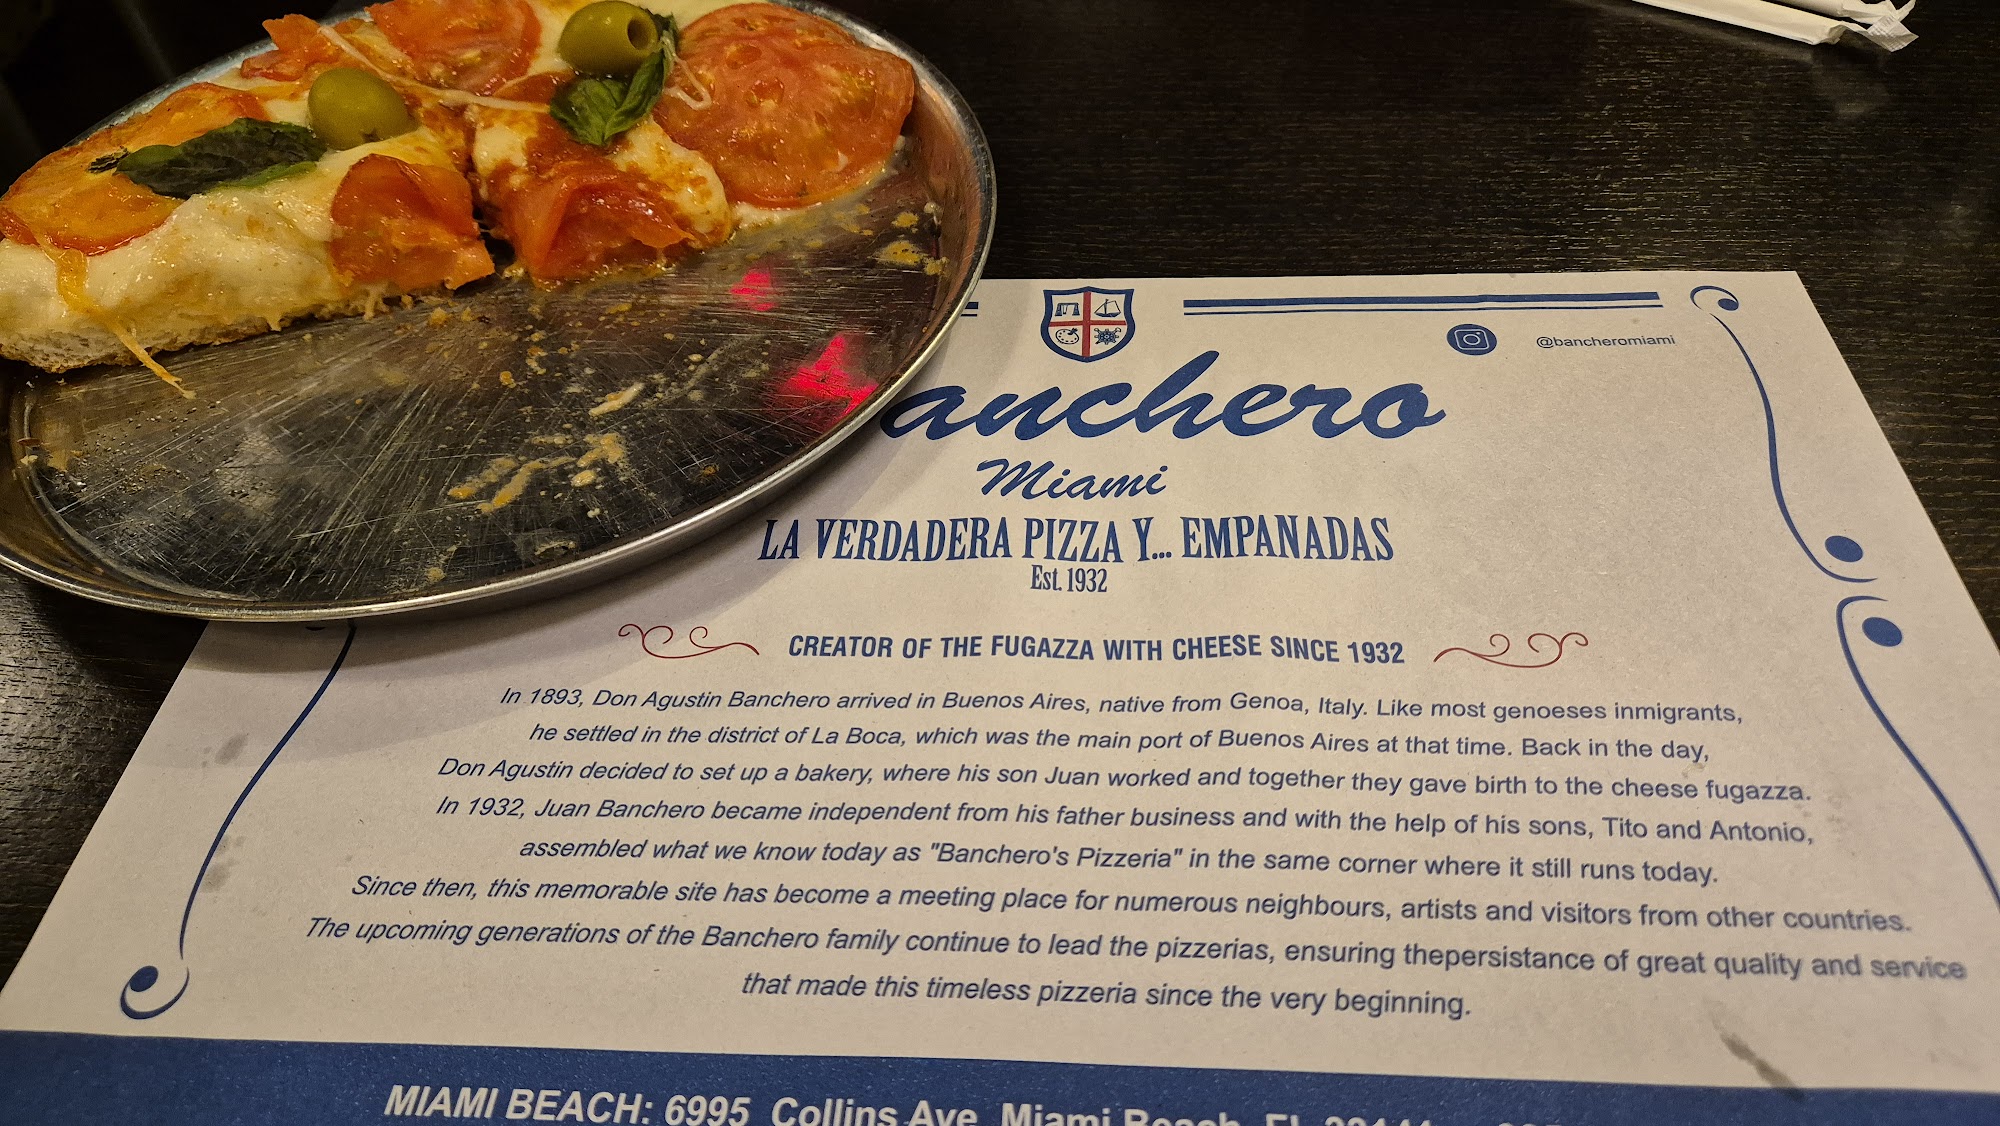 @bancheromiami
anchero
Miami
LA VERDADERA PIZZA Y... EMPANADAS
Est. 1932
CREATOR OF THE FUGAZZA WITH CHEESE SINCE 1932
In 1893, Don Agustin Banchero arrived in Buenos Aires, native from Genoa, Italy. Like most genoeses inmigrants,
he settled in the district of La Boca, which was the main port of Buenos Aires at that time. Back in the day,
Don Agustin decided to set up a bakery, where his son Juan worked and together they gave birth to the cheese fugazza.
In 1932, Juan Banchero became independent from his father business and with the help of his sons, Tito and Antonio,
assembled what we know today as "Banchero's Pizzeria" in the same corner where it still runs today.
Since then, this memorable site has become a meeting place for numerous neighbours, artists and visitors from other countries.
The upcoming generations of the Banchero family continue to lead the pizzerias, ensuring thepersistance of great quality and service
that made this timeless pizzeria since the very beginning.
MIAMI BEACH: 6995 Collins Ave, Miami Beach, FL